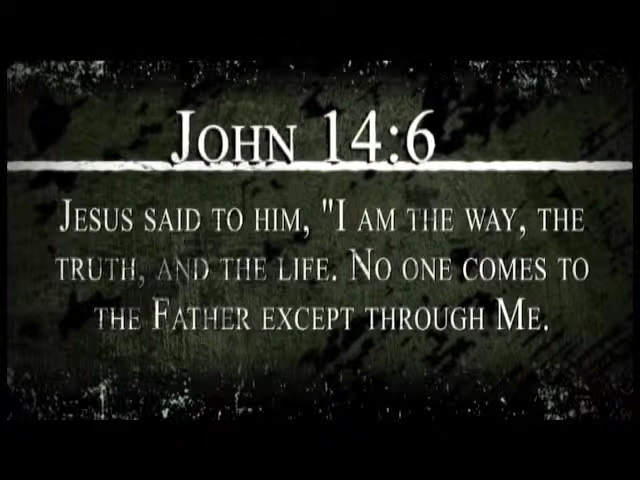 John 14:6
Jesus said to him, "I am the way, the
truth, and the life. No one comes to
the Father except through Me.